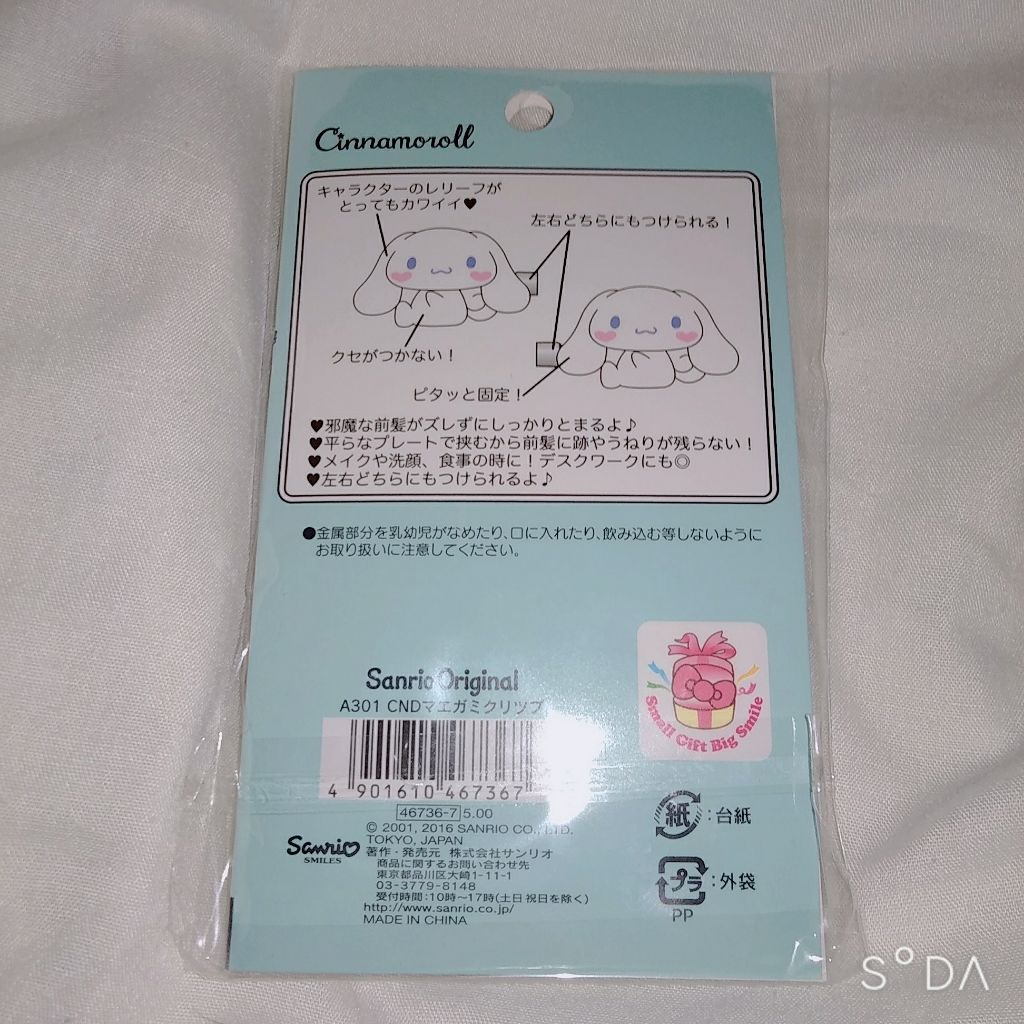 Cinnamoroll
キャラクターのレリーフが
とってもカワイイ♥
左右どちらにもつけられる！
クセがつかない！
ピタッと固定！
♥邪魔な前髪がズレずにしっかりとまるよ♪
♥平らなプレートで挟むから前髪に跡やうねりが残らない！
♥メイクや洗顔、食事の時に！デスクワークにも◎
♥左右どちらにもつけられるよ♪
●金属部分を乳幼児がなめたり、口に入れたり、飲み込む等しないように
お取り扱いに注意してください。
Small Gift Big Smile
Sanrio Original
A301 CNDマエガミクリップ
4 901610 467367
46736-7 5.00
© 2001, 2016 SANRIO CO., LTD.
TOKYO, JAPAN
Sanrio
SMILES
著作・発売元 株式会社サンリオ
商品に関するお問い合わせ先
東京都品川区大崎1-11-1
03-3779-8148
受付時間:10時〜17時(土日祝日を除く)
http://www.sanrio.co.jp/
MADE IN CHINA
紙:台紙
プラ:外袋
PP
SODA